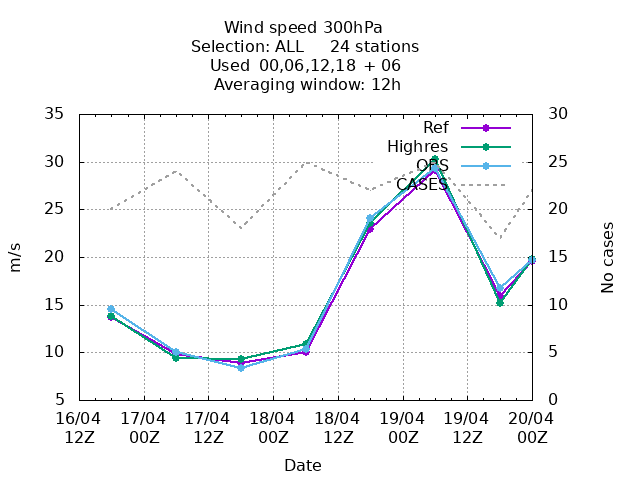 Wind speed 300hPa
Selection: ALL 24 stations
Used 00,06,12,18 + 06
Averaging window: 12h
35
30
25
20
15
10
5
30
25
20
15
10
5
0
m/s
No cases
Ref
Highres
OBS
CASES
16/04 17/04 17/04 18/04 18/04 19/04 19/04 20/04
12Z 00Z 12Z 00Z 12Z 00Z 12Z 00Z
Date